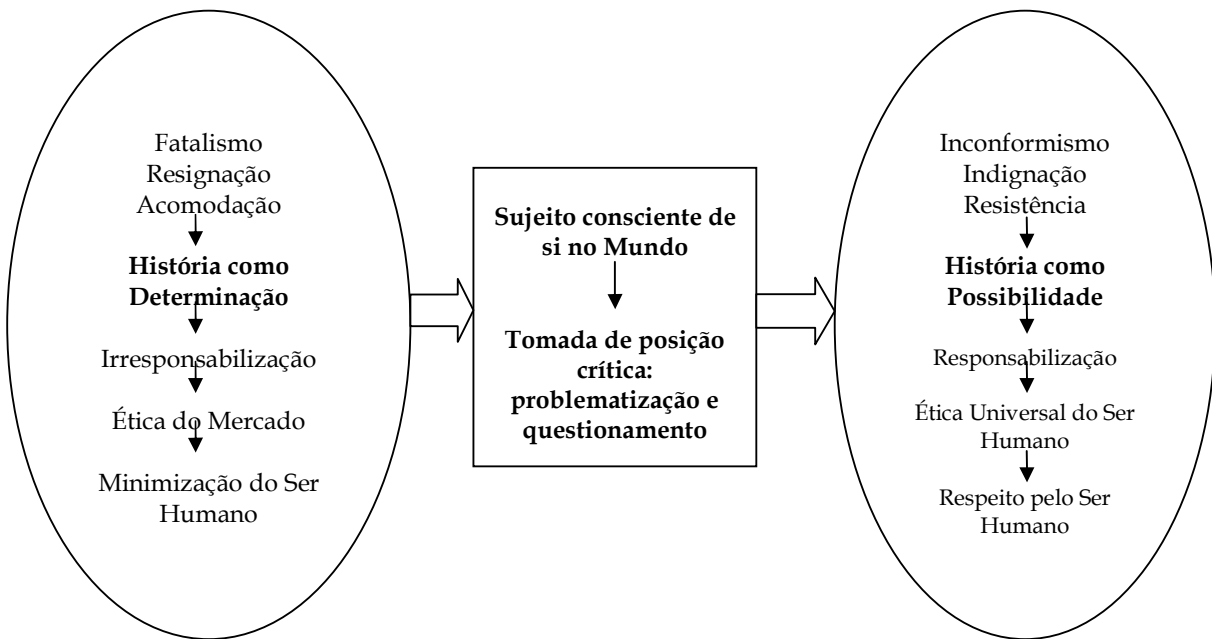 Fatalismo
Resignação
Acomodação
História como
Determinação
Irresponsabilização
Ética do Mercado
Minimização do Ser
Humano
Sujeito consciente de
si no Mundo
Tomada de posição
crítica:
problematização e
questionamento
Inconformismo
Indignação
Resistência
História como
Possibilidade
Responsabilização
Ética Universal do Ser
Humano
Respeito pelo Ser
Humano